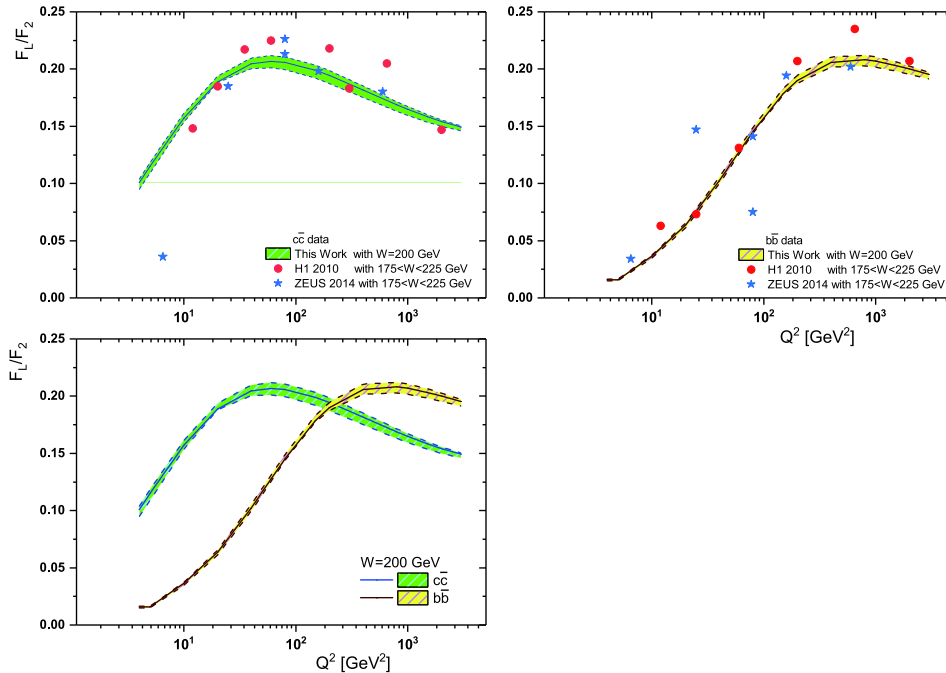 F_L/F_2
0.25
0.20
0.15
0.10
0.05
0.00
cc̅ data
This Work with W=200 GeV
H1 2010 with 175<W<225 GeV
ZEUS 2014 with 175<W<225 GeV
10^1
10^2
10^3
F_L/F_2
0.25
0.20
0.15
0.10
0.05
0.00
bb̅ data
This Work with W=200 GeV
H1 2010 with 175<W<225 GeV
ZEUS 2014 with 175<W<225 GeV
10^1
10^2
10^3
Q^2 [GeV^2]
F_L/F_2
0.25
0.20
0.15
0.10
0.05
0.00
W=200 GeV
cc̅
bb̅
10^1
10^2
10^3
Q^2 [GeV^2]